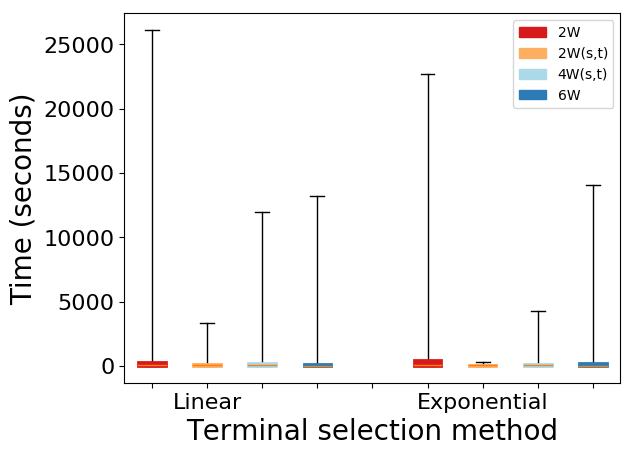 2W
2W(s,t)
4W(s,t)
6W
25000
20000
15000
10000
5000
0
Time (seconds)
Linear
Exponential
Terminal selection method